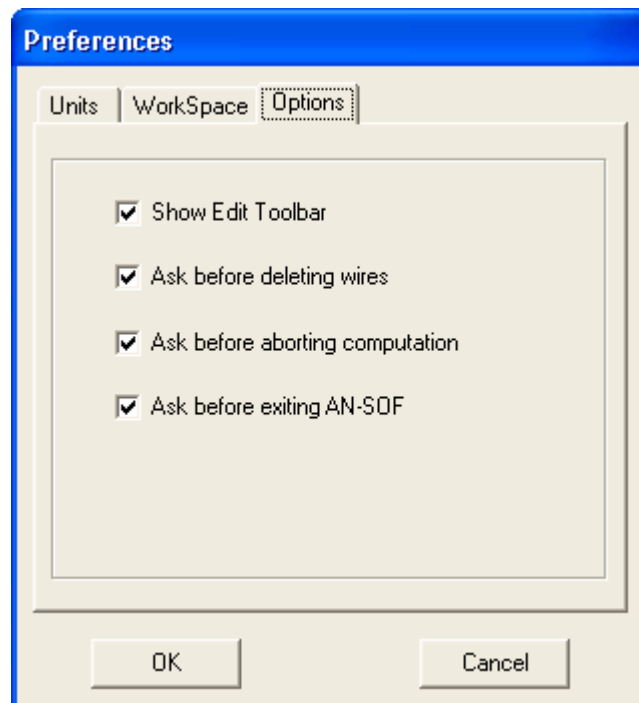 Preferences
Units WorkSpace Options
Show Edit Toolbar
Ask before deleting wires
Ask before aborting computation
Ask before exiting AN-SOF
OK Cancel